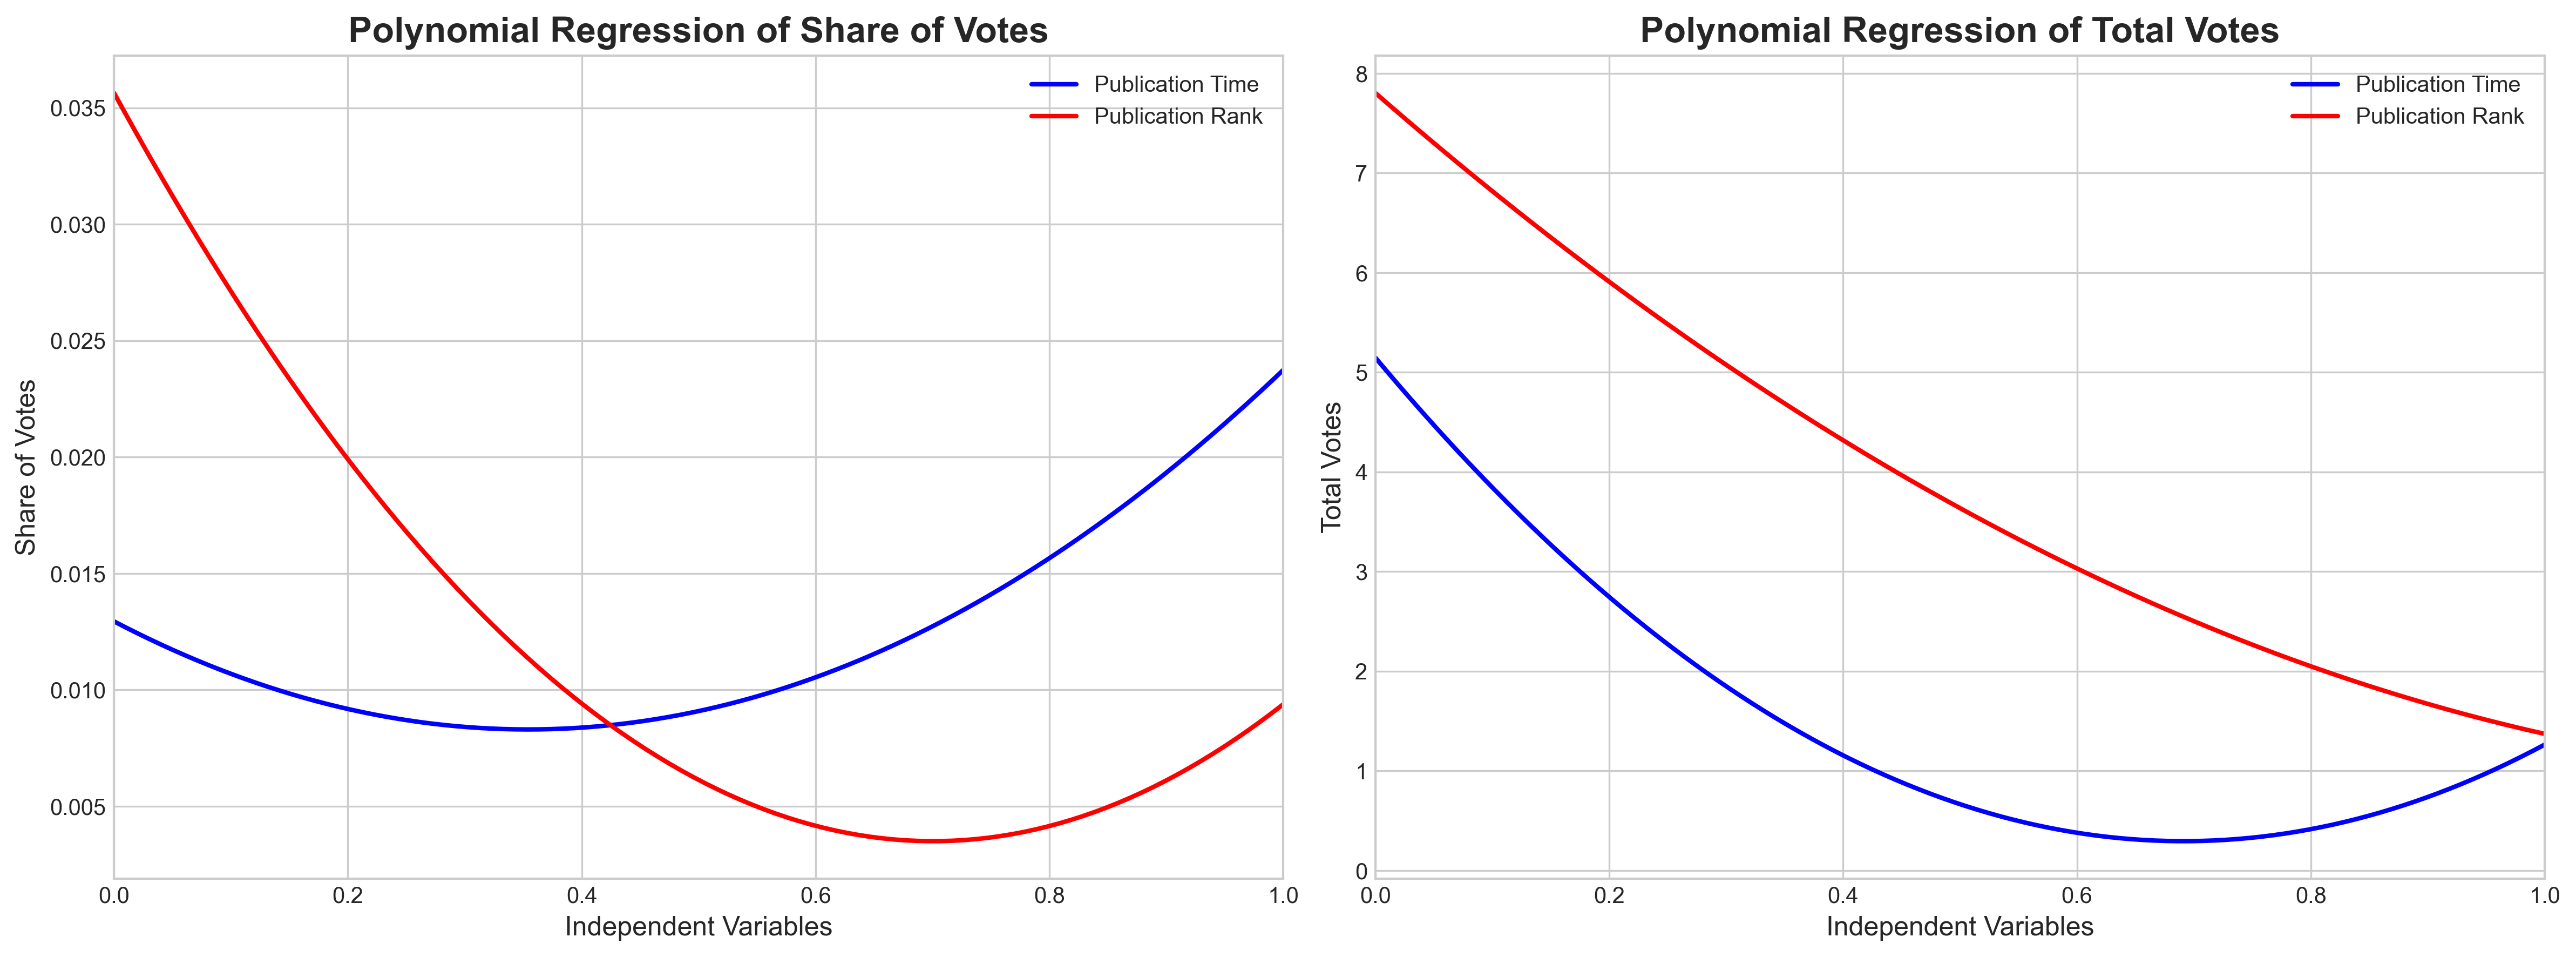 Polynomial Regression of Share of Votes
Publication Time
Publication Rank
0.035
0.030
0.025
0.020
0.015
0.010
0.005
Share of Votes
0.0 0.2 0.4 0.6 0.8 1.0
Independent Variables
Polynomial Regression of Total Votes
Publication Time
Publication Rank
8
7
6
5
4
3
2
1
0
Total Votes
0.0 0.2 0.4 0.6 0.8 1.0
Independent Variables